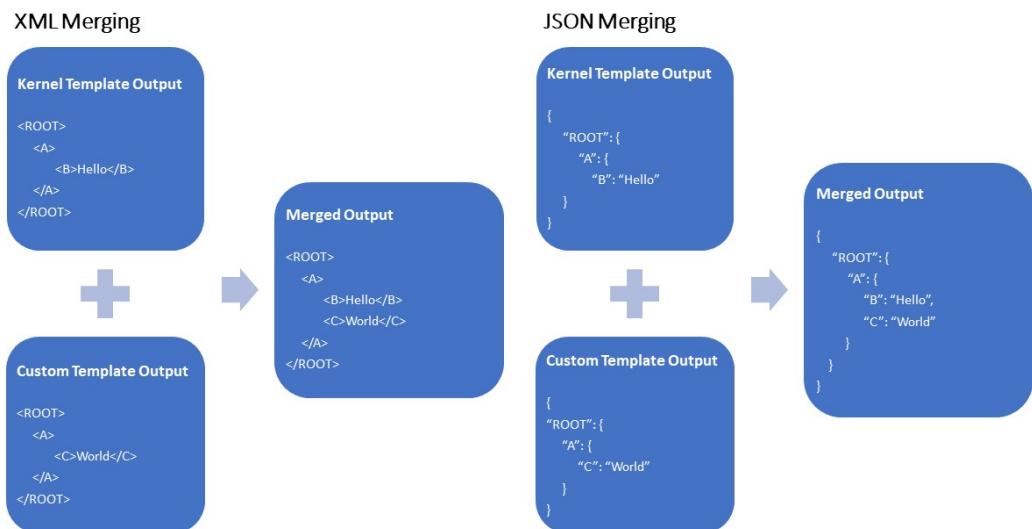 XML Merging
Kernel Template Output
<ROOT>
<A>
<B>Hello</B>
</A>
</ROOT>
Custom Template Output
<ROOT>
<A>
<C>World</C>
</A>
</ROOT>
Merged Output
<ROOT>
<A>
<B>Hello</B>
<C>World</C>
</A>
</ROOT>
JSON Merging
Kernel Template Output
{
“ROOT”: {
“A”: {
“B”: “Hello”
}
}
Custom Template Output
{
“ROOT”: {
“A”: {
“C”: “World”
}
}
Merged Output
{
“ROOT”: {
“A”: {
“B”: “Hello”,
“C”: “World”
}
}
}